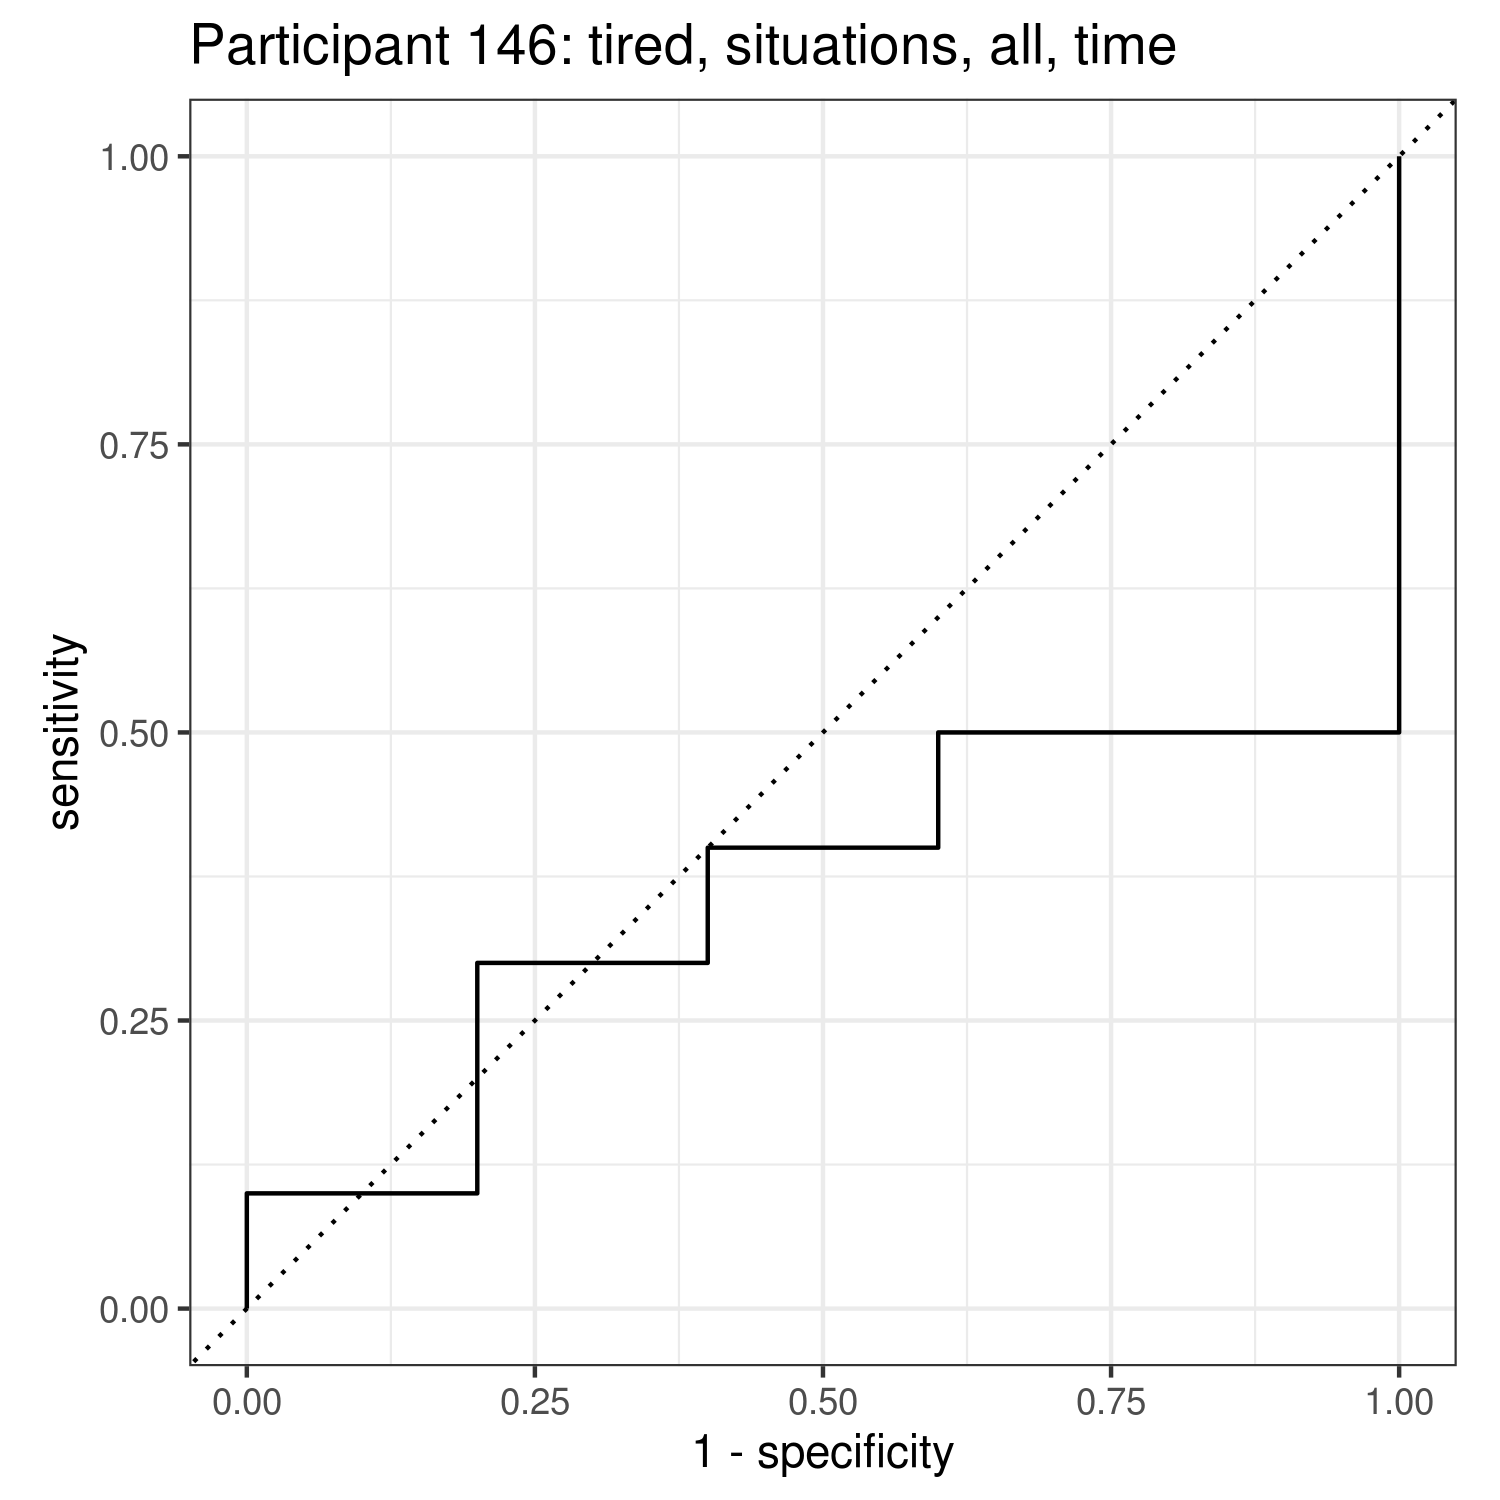 Participant 146: tired, situations, all, time
1.00
0.75
0.50
0.25
0.00
sensitivity
0.00 0.25 0.50 0.75 1.00
1 - specificity